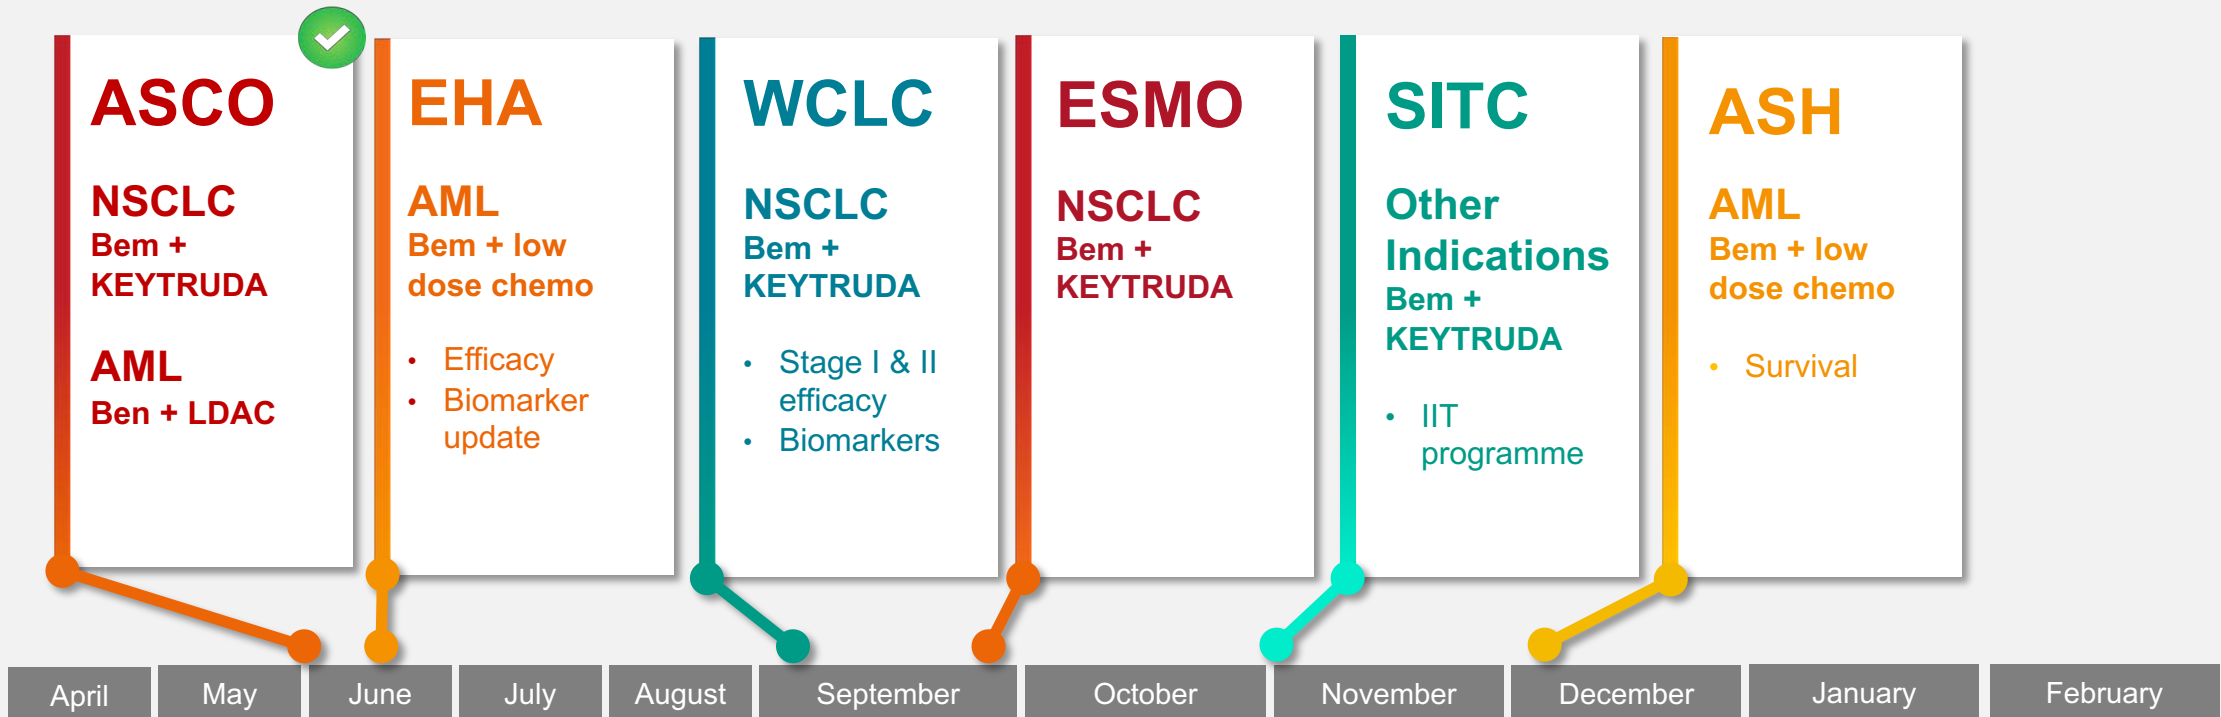 ASCO
NSCLC
Bem +
KEYTRUDA
AML
Ben + LDAC
EHA
AML
Bem + low
dose chemo
• Efficacy
• Biomarker
update
WCLC
NSCLC
Bem +
KEYTRUDA
• Stage I & II
efficacy
• Biomarkers
ESMO
NSCLC
Bem +
KEYTRUDA
SITC
Other
Indications
Bem +
KEYTRUDA
• IIT
programme
ASH
AML
Bem + low
dose chemo
• Survival
April
May
June
July
August
September
October
November
December
January
February